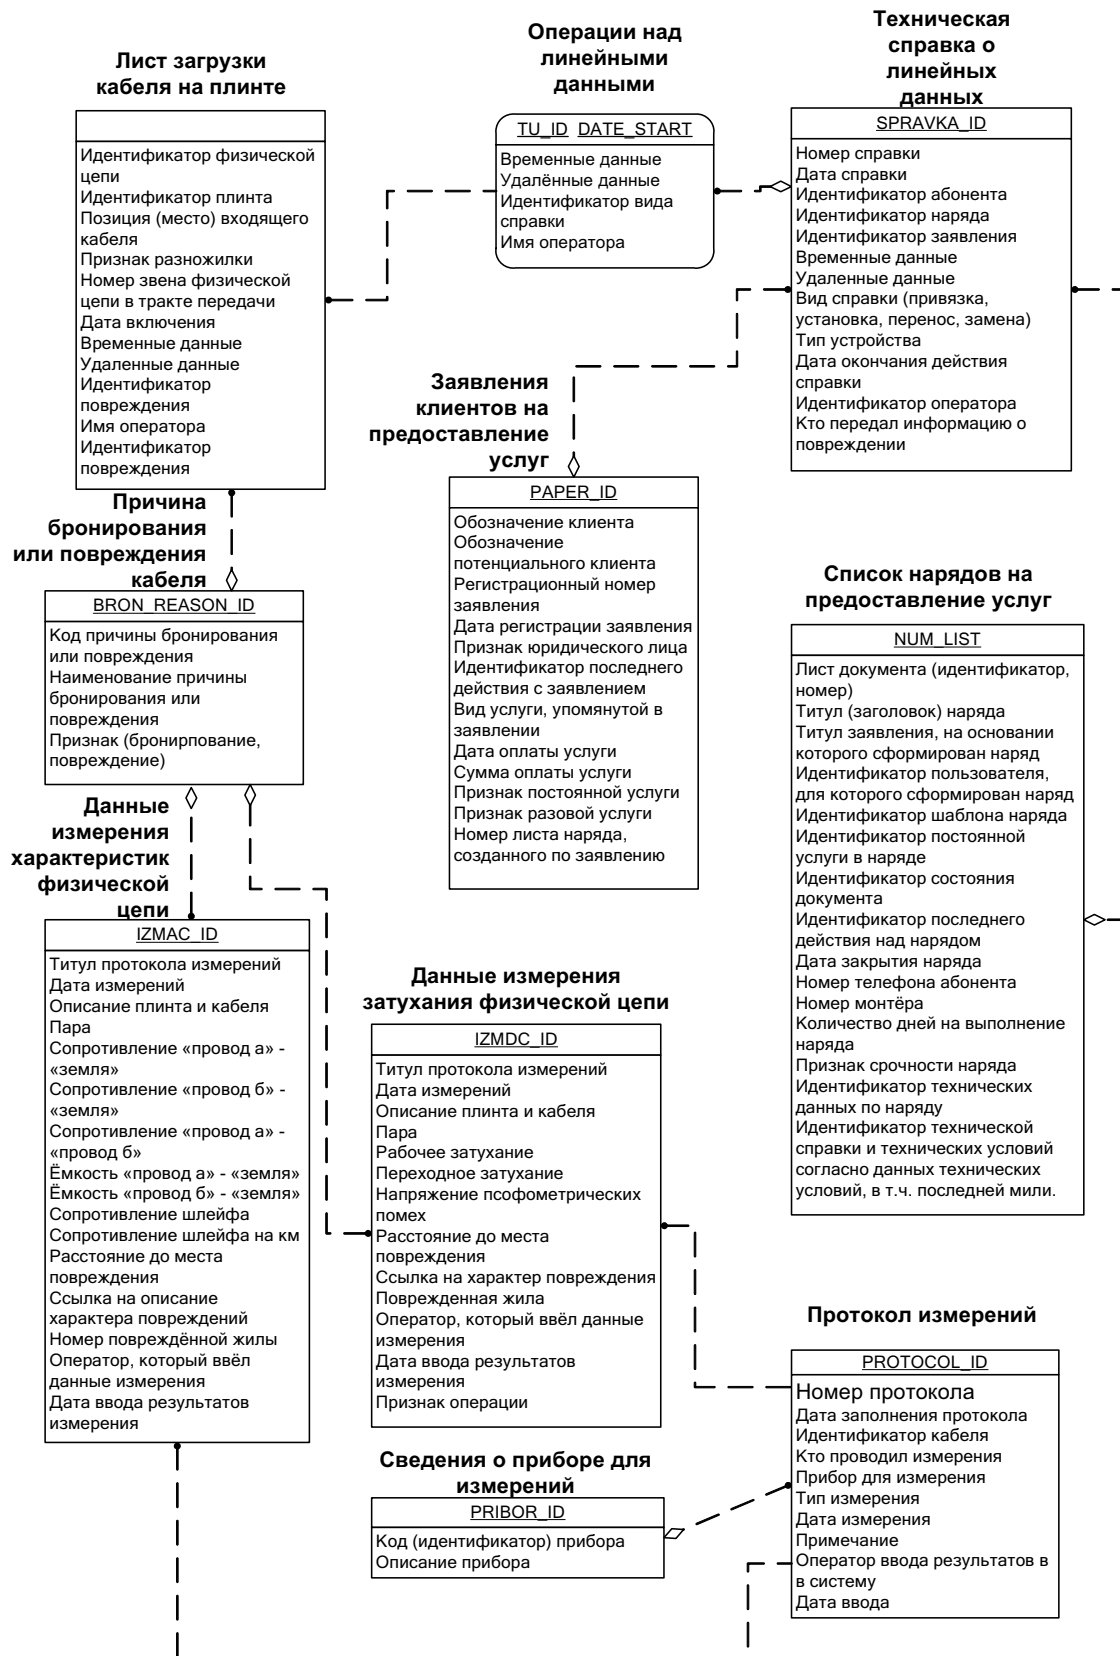 Лист загрузки
кабеля на плинте
Идентификатор физической
цепи
Идентификатор плинта
Позиция (место) входящего
кабеля
Признак разножилки
Номер звена физической
цепи в тракте передачи
Дата включения
Временные данные
Удаленные данные
Идентификатор
повреждения
Имя оператора
Идентификатор
повреждения
Операции над
линейными
данными
TU_ID DATE_START
Временные данные
Удалённые данные
Идентификатор вида
справки
Имя оператора
Техническая
справка о
линейных
данных
SPRAVKA_ID
Номер справки
Дата справки
Идентификатор абонента
Идентификатор наряда
Идентификатор заявления
Временные данные
Удаленные данные
Вид справки (привязка,
установка, перенос, замена)
Тип устройства
Дата окончания действия
справки
Идентификатор оператора
Кто передал информацию о
повреждении
Причина
бронирования
или повреждения
кабеля
BRON_REASON_ID
Код причины бронирования
или повреждения
Наименование причины
бронирования или
повреждения
Признак (бронирпование,
повреждение)
Заявления
клиентов на
предоставление
услуг
PAPER_ID
Обозначение клиента
Обозначение
потенциального клиента
Регистрационный номер
заявления
Дата регистрации заявления
Признак юридического лица
Идентификатор последнего
действия с заявлением
Вид услуги, упомянутой в
заявлении
Дата оплаты услуги
Сумма оплаты услуги
Признак постоянной услуги
Признак разовой услуги
Номер листа наряда,
созданного по заявлению
Список нарядов на
предоставление услуг
NUM_LIST
Лист документа (идентификатор,
номер)
Титул (заголовок) наряда
Титул заявления, на основании
которого сформирован наряд
Идентификатор пользователя,
для которого сформирован наряд
Идентификатор шаблона наряда
Идентификатор постоянной
услуги в наряде
Идентификатор состояния
документа
Идентификатор последнего
действия над нарядом
Дата закрытия наряда
Номер телефона абонента
Номер монтёра
Количество дней на выполнение
наряда
Признак срочности наряда
Идентификатор технических
данных по наряду
Идентификатор технической
справки и технических условий
согласно данных технических
условий, в т.ч. последней мили.
Данные
измерения
характеристик
физической
цепи
IZMAC_ID
Титул протокола измерений
Дата измерений
Описание плинта и кабеля
Пара
Сопротивление «провод а» -
«земля»
Сопротивление «провод б» -
«земля»
Сопротивление «провод а» -
«провод б»
Ёмкость «провод а» - «земля»
Ёмкость «провод б» - «земля»
Сопротивление шлейфа
Сопротивление шлейфа на км
Расстояние до места
повреждения
Ссылка на описание
характера повреждений
Номер повреждённой жилы
Оператор, который ввёл
данные измерения
Дата ввода результатов
измерения
Данные измерения
затухания физической цепи
IZMDC_ID
Титул протокола измерений
Дата измерений
Описание плинта и кабеля
Пара
Рабочее затухание
Переходное затухание
Напряжение псофометрических
помех
Расстояние до места
повреждения
Ссылка на характер повреждения
Поврежденная жила
Оператор, который ввёл данные
измерения
Дата ввода результатов
измерения
Признак операции
Сведения о приборе для
измерений
PRIBOR_ID
Код (идентификатор) прибора
Описание прибора
Протокол измерений
PROTOCOL_ID
Номер протокола
Дата заполнения протокола
Идентификатор кабеля
Кто проводил измерения
Прибор для измерения
Тип измерения
Дата измерения
Примечание
Оператор ввода результатов в
в систему
Дата ввода